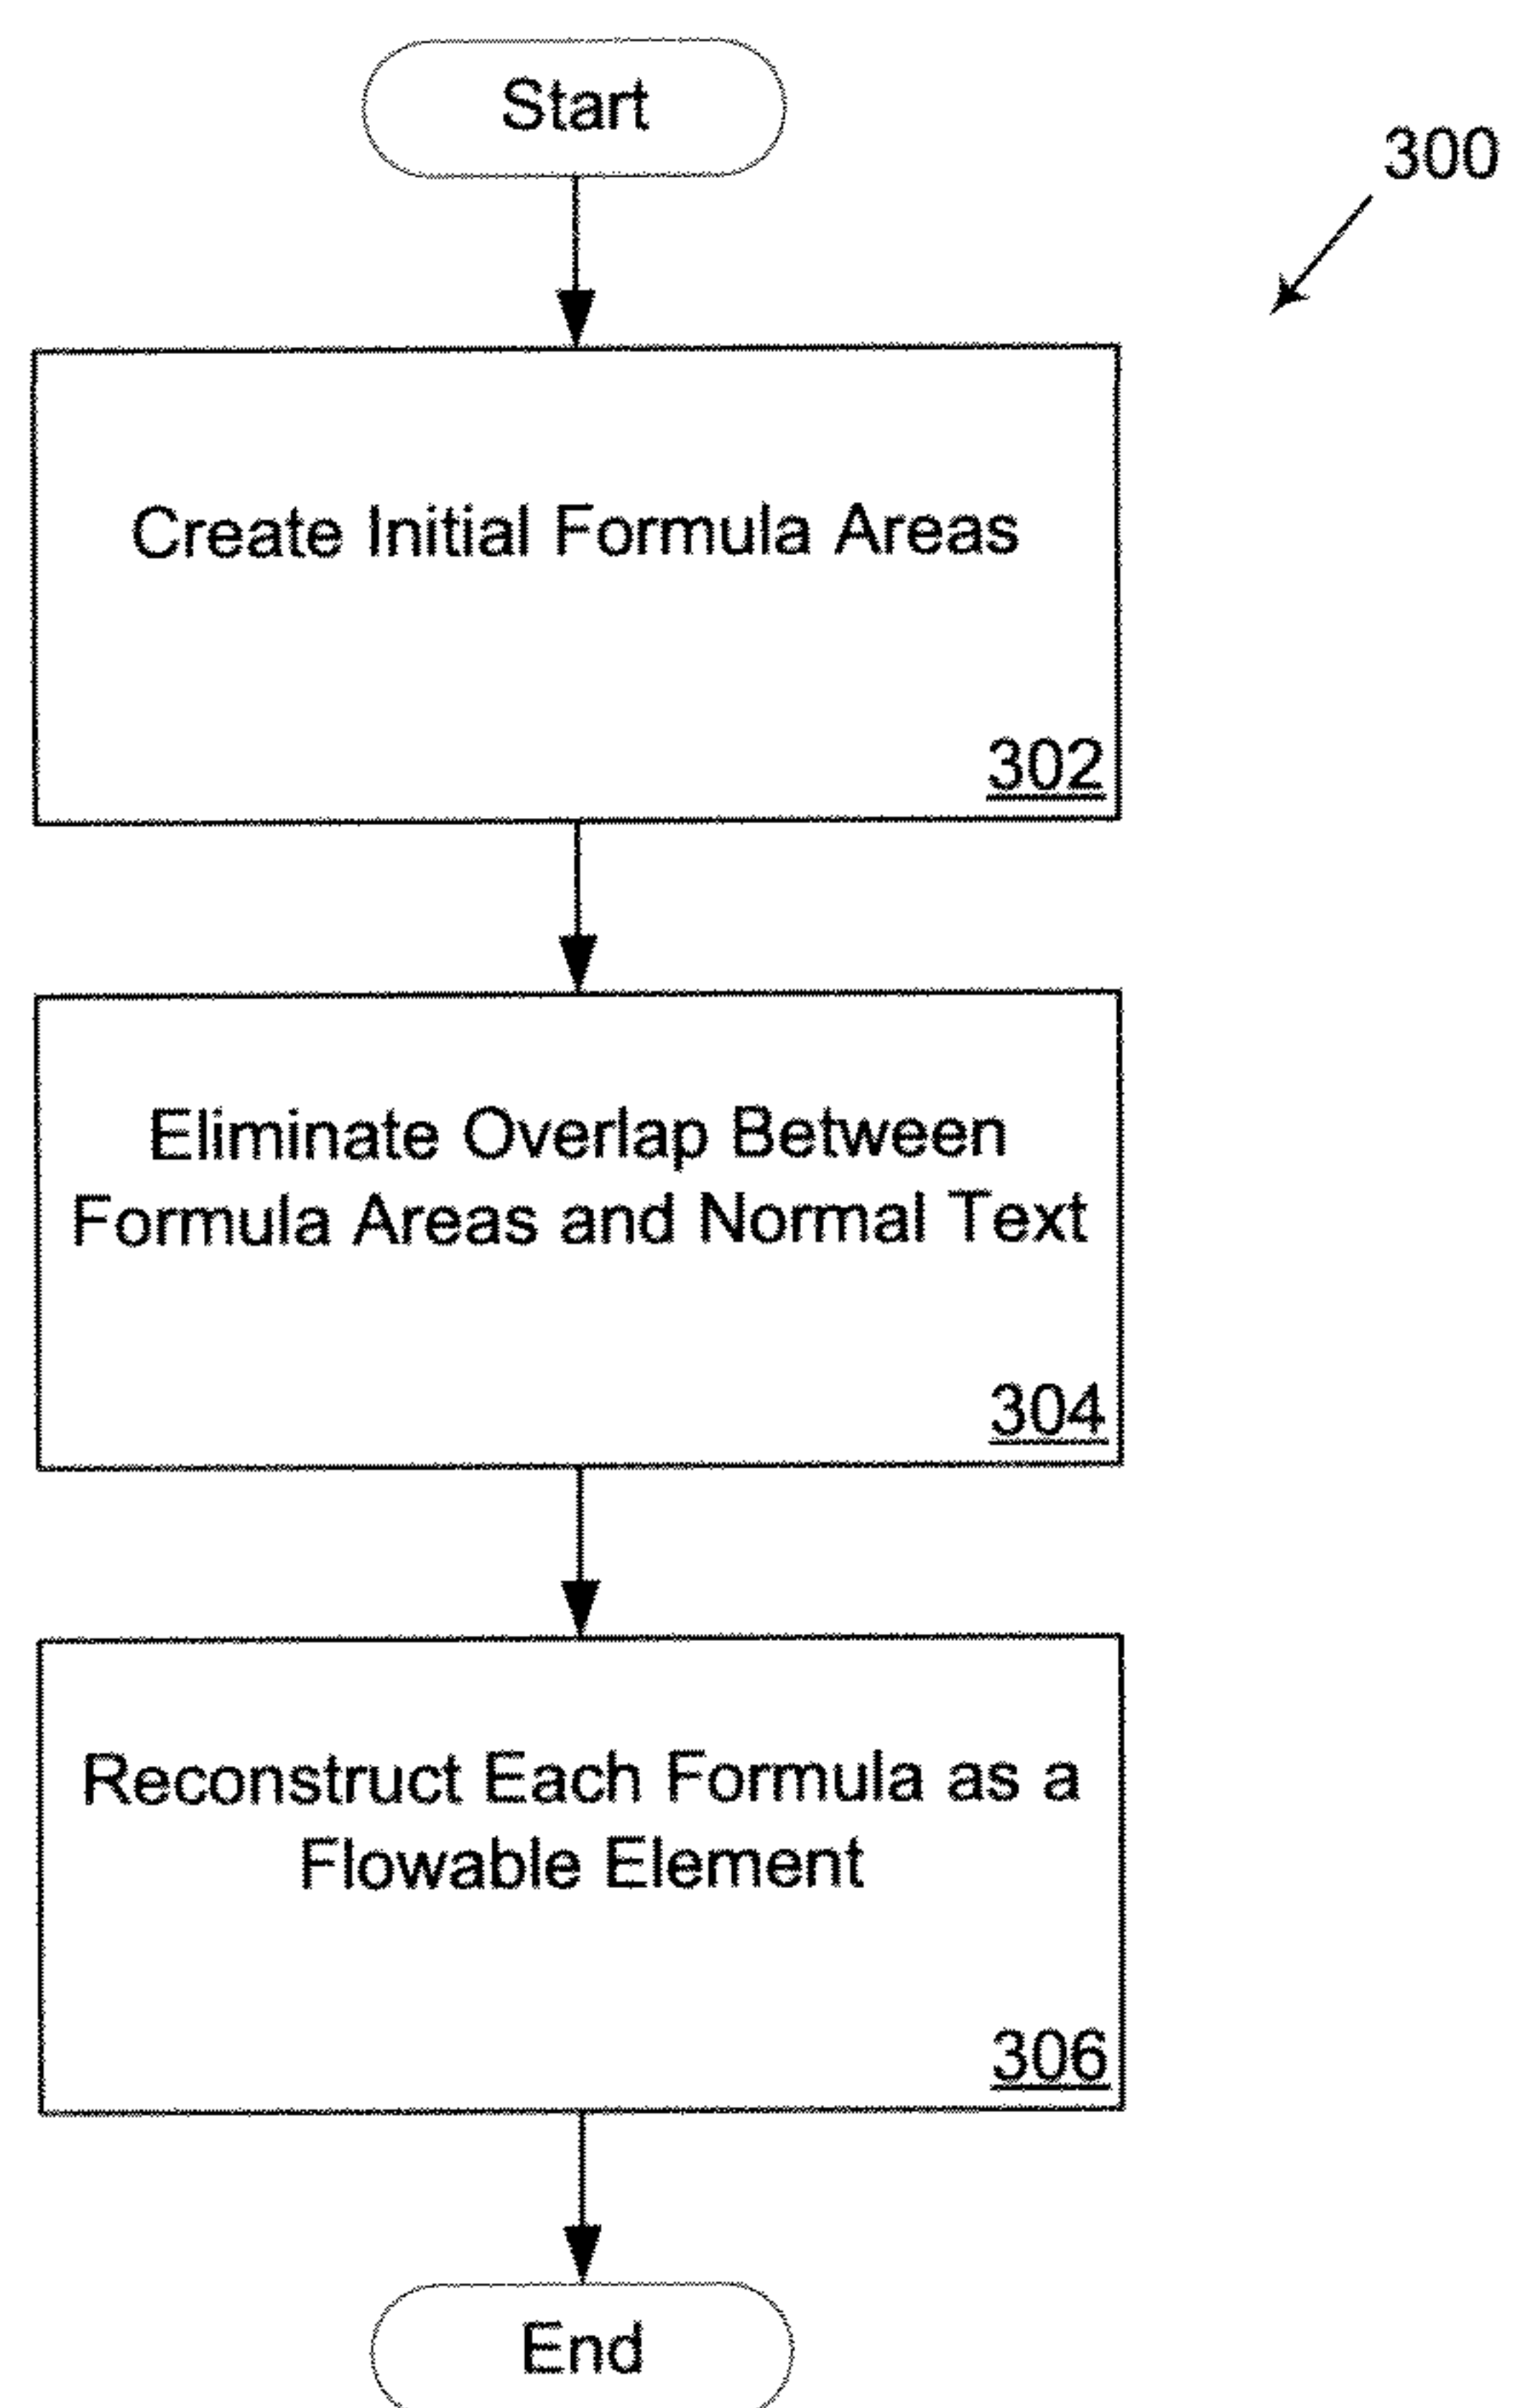 Start
300
Create Initial Formula Areas
302
Eliminate Overlap Between
Formula Areas and Normal Text
304
Reconstruct Each Formula as a
Flowable Element
306
End